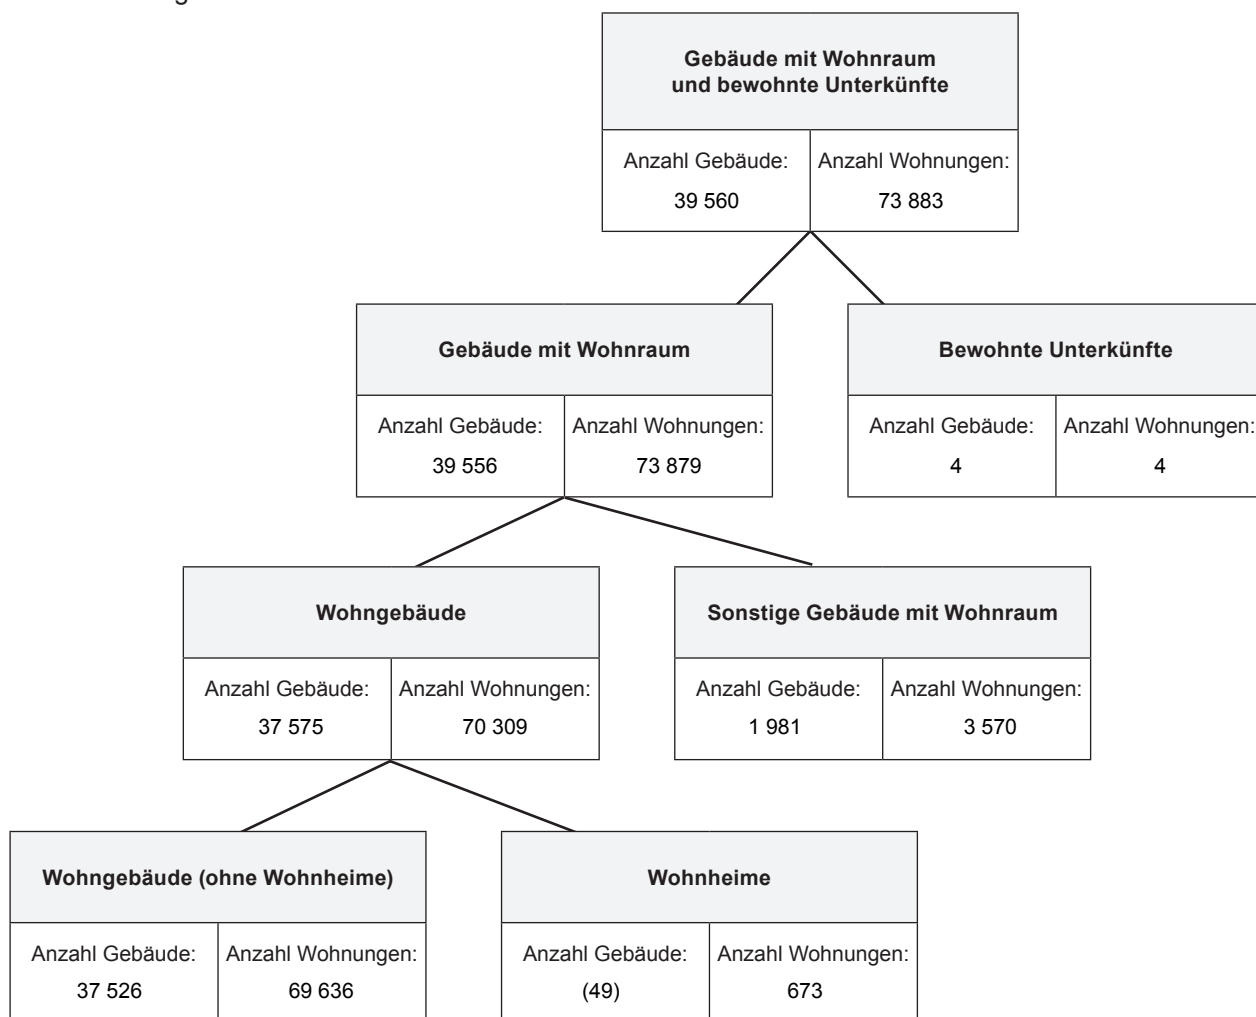 Gebäude mit Wohnraum
und bewohnte Unterkünfte
Anzahl Gebäude:
39 560
Anzahl Wohnungen:
73 883
Gebäude mit Wohnraum
Anzahl Gebäude:
39 556
Anzahl Wohnungen:
73 879
Bewohnte Unterkünfte
Anzahl Gebäude:
4
Anzahl Wohnungen:
4
Wohngebäude
Anzahl Gebäude:
37 575
Anzahl Wohnungen:
70 309
Sonstige Gebäude mit Wohnraum
Anzahl Gebäude:
1 981
Anzahl Wohnungen:
3 570
Wohngebäude (ohne Wohnheime)
Anzahl Gebäude:
37 526
Anzahl Wohnungen:
69 636
Wohnheime
Anzahl Gebäude:
(49)
Anzahl Wohnungen:
673